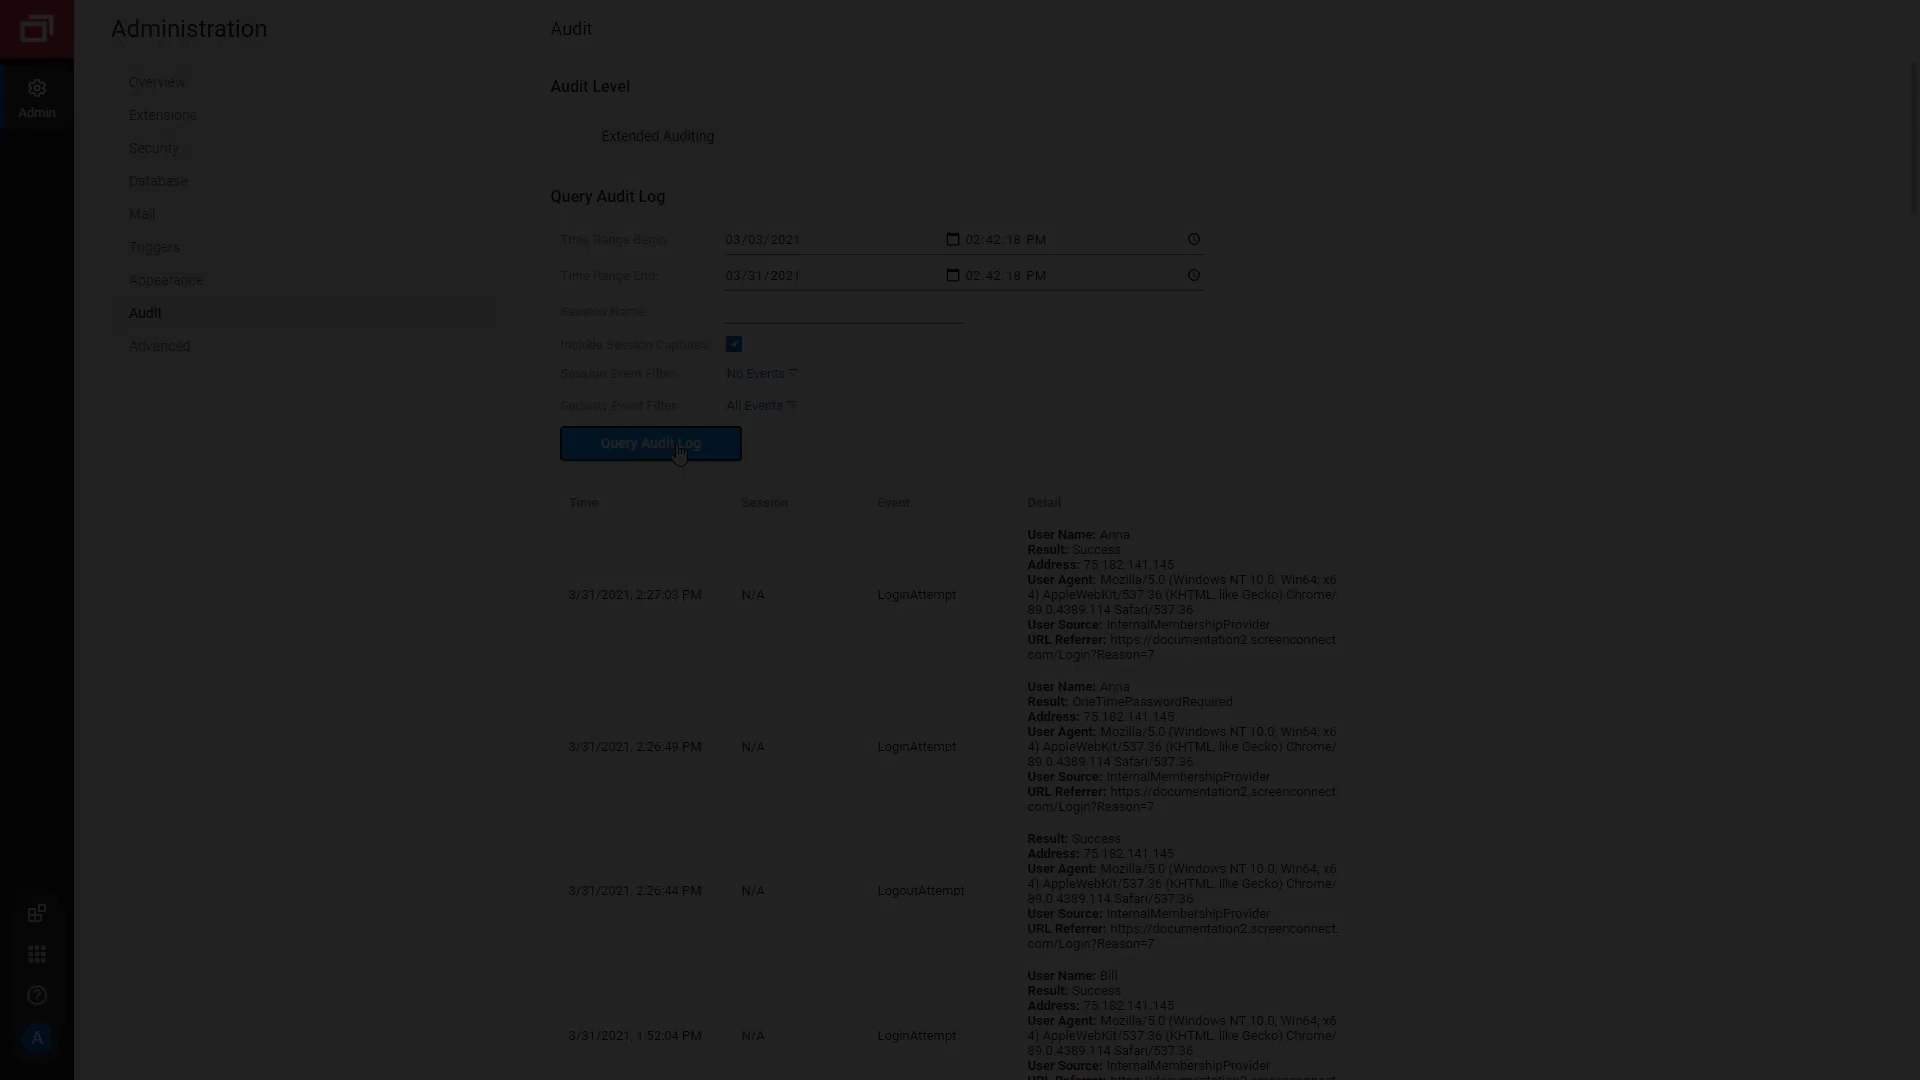 Administration
Audit
Admin
Overview
Extensions
Security
Database
Mail
Triggers
Appearance
Audit
Advanced
Audit Level
Extended Auditing
Query Audit Log
Time Range Begin:
03/03/2021 02:42:18 PM
Time Range End:
03/31/2021 02:42:18 PM
Session Name:
Include Session Captures:
Session Event Filter:
No Events
Security Event Filter:
All Events
Query Audit Log
Time Session Event Detail
3/31/2021, 2:27:03 PM N/A LoginAttempt
User Name: Anna
Result: Success
Address: 75.182.141.145
User Agent: Mozilla/5.0 (Windows NT 10.0; Win64; x6
4) AppleWebKit/537.36 (KHTML, like Gecko) Chrome/
89.0.4389.114 Safari/537.36
User Source: InternalMembershipProvider
URL Referrer: https://documentation2.screenconnect.
com/Login?Reason=7
3/31/2021, 2:26:49 PM N/A LoginAttempt
User Name: Anna
Result: OneTimePasswordRequired
Address: 75.182.141.145
User Agent: Mozilla/5.0 (Windows NT 10.0; Win64; x6
4) AppleWebKit/537.36 (KHTML, like Gecko) Chrome/
89.0.4389.114 Safari/537.36
User Source: InternalMembershipProvider
URL Referrer: https://documentation2.screenconnect.
com/Login?Reason=7
3/31/2021, 2:26:44 PM N/A LogoutAttempt
Result: Success
Address: 75.182.141.145
User Agent: Mozilla/5.0 (Windows NT 10.0; Win64; x6
4) AppleWebKit/537.36 (KHTML, like Gecko) Chrome/
89.0.4389.114 Safari/537.36
User Source: InternalMembershipProvider
URL Referrer: https://documentation2.screenconnect.
com/Login?Reason=7
3/31/2021, 1:52:04 PM N/A LoginAttempt
User Name: Bill
Result: Success
Address: 75.182.141.145
User Agent: Mozilla/5.0 (Windows NT 10.0; Win64; x6
4) AppleWebKit/537.36 (KHTML, like Gecko) Chrome/
89.0.4389.114 Safari/537.36
User Source: InternalMembershipProvider
A